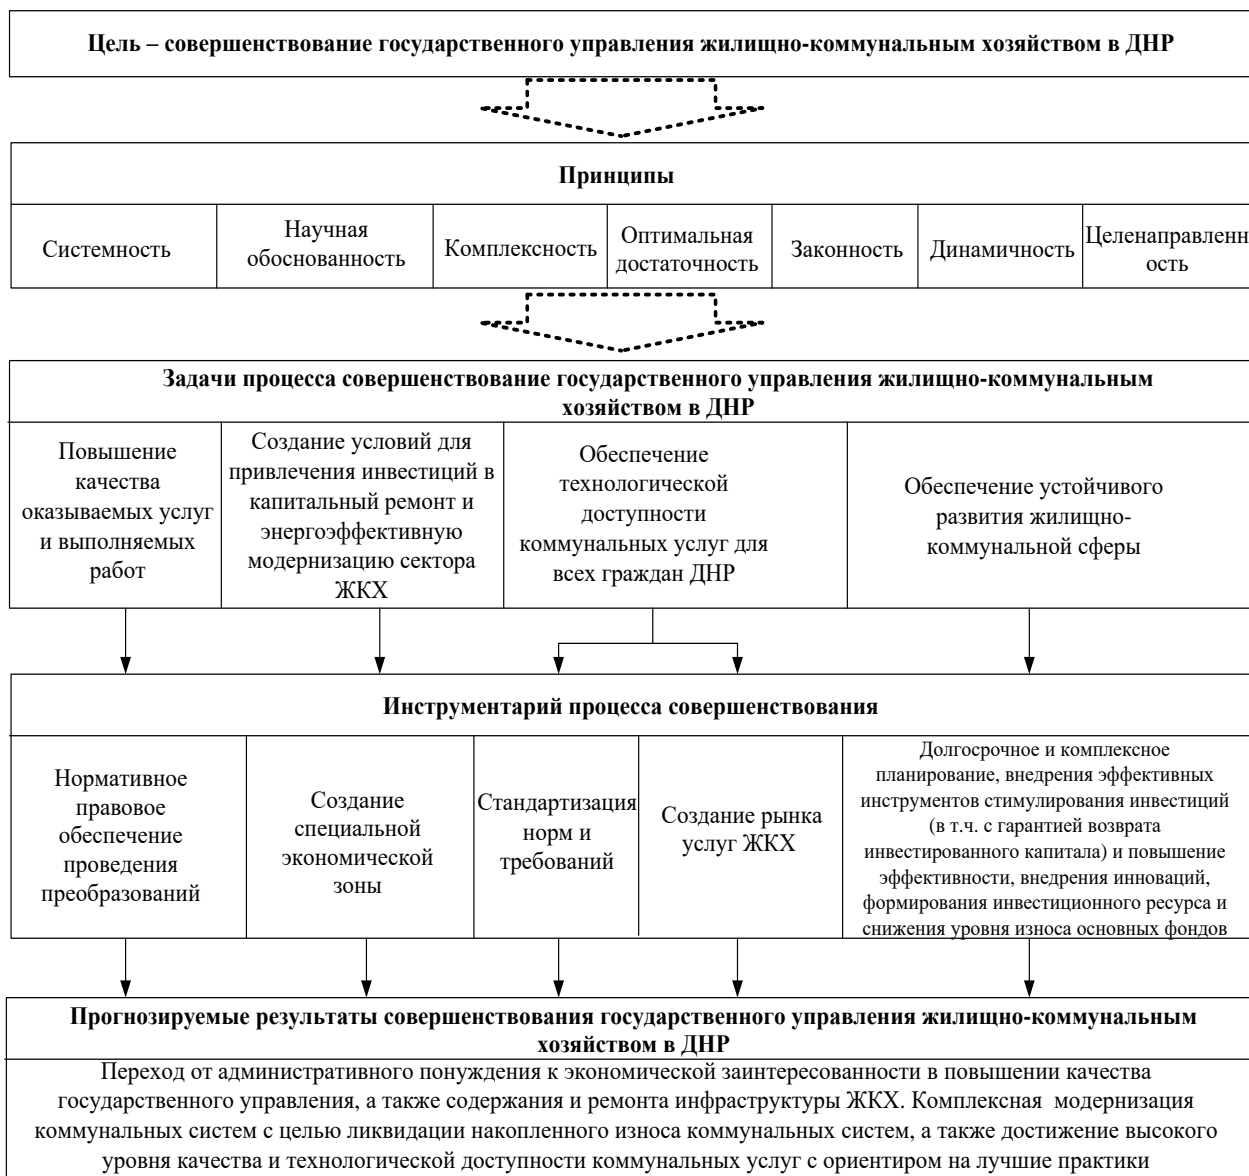 Цель – совершенствование государственного управления жилищно-коммунальным хозяйством в ДНР
Принципы
Системность
Научная
обоснованность
Комплексность
Оптимальная
достаточность
Законность
Динамичность
Целенаправленн
ость
Задачи процесса совершенствование государственного управления жилищно-коммунальным
хозяйством в ДНР
Повышение
качества
оказываемых услуг
и выполняемых
работ
Создание условий для
привлечения инвестиций в
капитальный ремонт и
энергоэффективную
модернизацию сектора
ЖКХ
Обеспечение
технологической
доступности
коммунальных услуг для
всех граждан ДНР
Обеспечение устойчивого
развития жилищно-
коммунальной сферы
Инструментарий процесса совершенствования
Нормативное
правовое
обеспечение
проведения
преобразований
Создание
специальной
экономической
зоны
Стандартизация
норм и
требований
Создание рынка
услуг ЖКХ
Долгосрочное и комплексное
планирование, внедрения эффективных
инструментов стимулирования инвестиций
(в т.ч. с гарантией возврата
инвестированного капитала) и повышение
эффективности, внедрения инноваций,
формирования инвестиционного ресурса и
снижения уровня износа основных фондов
Прогнозируемые результаты совершенствования государственного управления жилищно-коммунальным
хозяйством в ДНР
Переход от административного понуждения к экономической заинтересованности в повышении качества
государственного управления, а также содержания и ремонта инфраструктуры ЖКХ. Комплексная модернизация
коммунальных систем с целью ликвидации накопленного износа коммунальных систем, а также достижение высокого
уровня качества и технологической доступности коммунальных услуг с ориентиром на лучшие практики